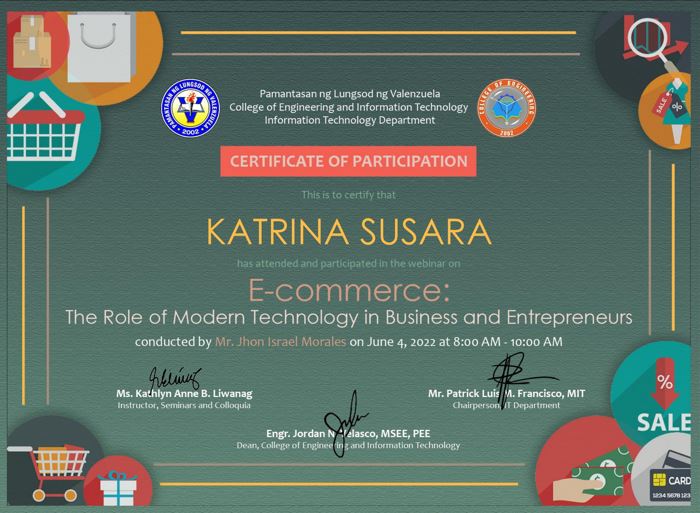 Pamantasan ng Lungsod ng Valenzuela
College of Engineering and Information Technology
Information Technology Department
PAMANTASAN NG LUNGSOD NG VALENZUELA
2002
COLLEGE OF ENGINEERING
2002
SALE
%
CERTIFICATE OF PARTICIPATION
This is to certify that
KATRINA SUSARA
has attended and participated in the webinar on
E-commerce:
The Role of Modern Technology in Business and Entrepreneurs
conducted by Mr. Jhon Israel Morales on June 4, 2022 at 8:00 AM - 10:00 AM
Ms. Kathlyn Anne B. Liwanag
Instructor, Seminars and Colloquia
Mr. Patrick Luis M. Francisco, MIT
Chairperson, IT Department
Engr. Jordan N. Velasco, MSEE, PEE
Dean, College of Engineering and Information Technology
%
SALE
CARD
1234 5678 123